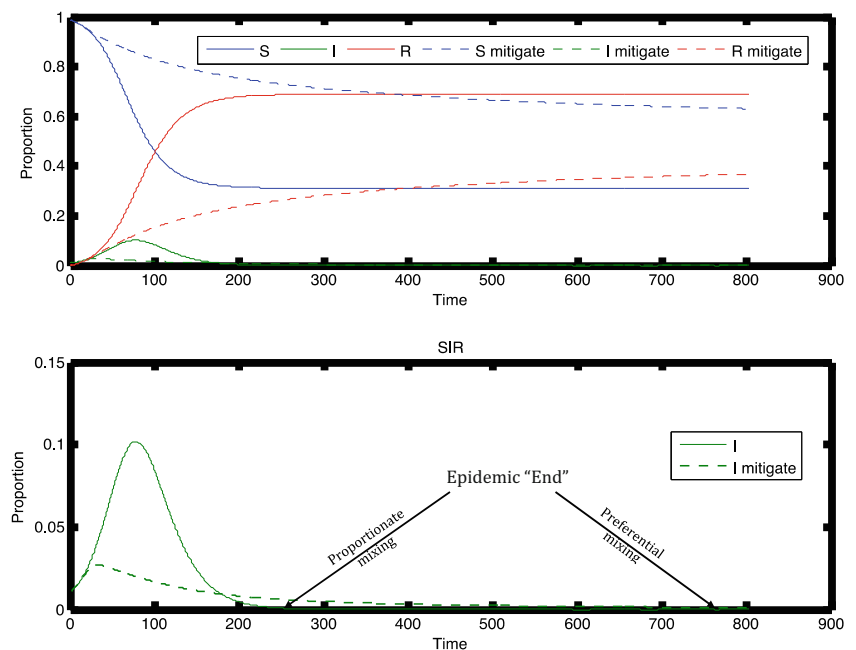 S I R S mitigate I mitigate R mitigate
1
0.8
0.6
0.4
0.2
0
Proportion
0 100 200 300 400 500 600 700 800 900
Time
SIR
0.15
0.1
0.05
0
Proportion
I
I mitigate
Epidemic “End”
Proportionate
mixing
Preferential
mixing
0 100 200 300 400 500 600 700 800 900
Time